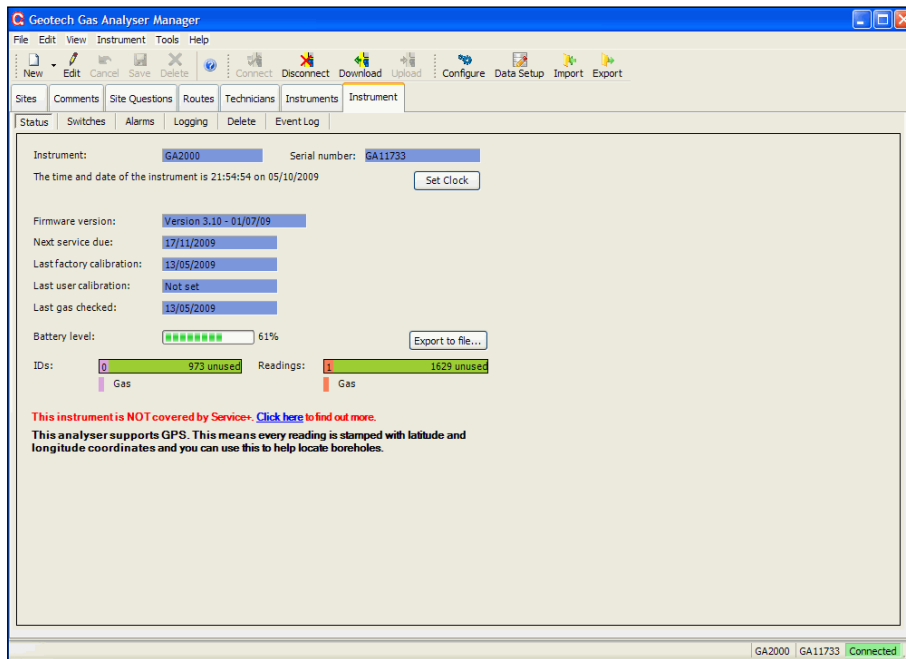 Geotech Gas Analyser Manager
File Edit View Instrument Tools Help
New Edit Cancel Save Delete Connect Disconnect Download Upload Configure Data Setup Import Export
Sites Comments Site Questions Routes Technicians Instruments Instrument
Status Switches Alarms Logging Delete Event Log
Instrument: GA2000 Serial number: GA11733
The time and date of the instrument is 21:54:54 on 05/10/2009 Set Clock
Firmware version: Version 3.10 - 01/07/09
Next service due: 17/11/2009
Last factory calibration: 13/05/2009
Last user calibration: Not set
Last gas checked: 13/05/2009
Battery level: 61% Export to file...
IDs: 0 973 unused Readings: 1 1629 unused
Gas Gas
This instrument is NOT covered by Service+. Click here to find out more.
This analyser supports GPS. This means every reading is stamped with latitude and
longitude coordinates and you can use this to help locate boreholes.
GA2000 GA11733 Connected